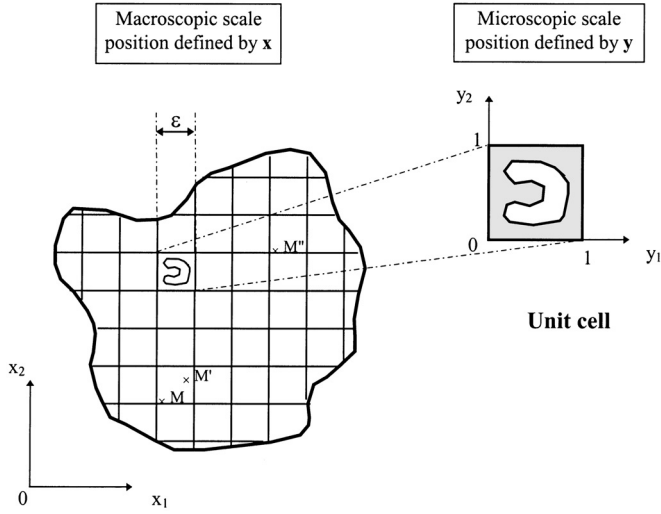 Macroscopic scale
position defined by x
Microscopic scale
position defined by y
ε
y₂
1
0
1
y₁
Unit cell
M"
M'
M
x₂
0
x₁